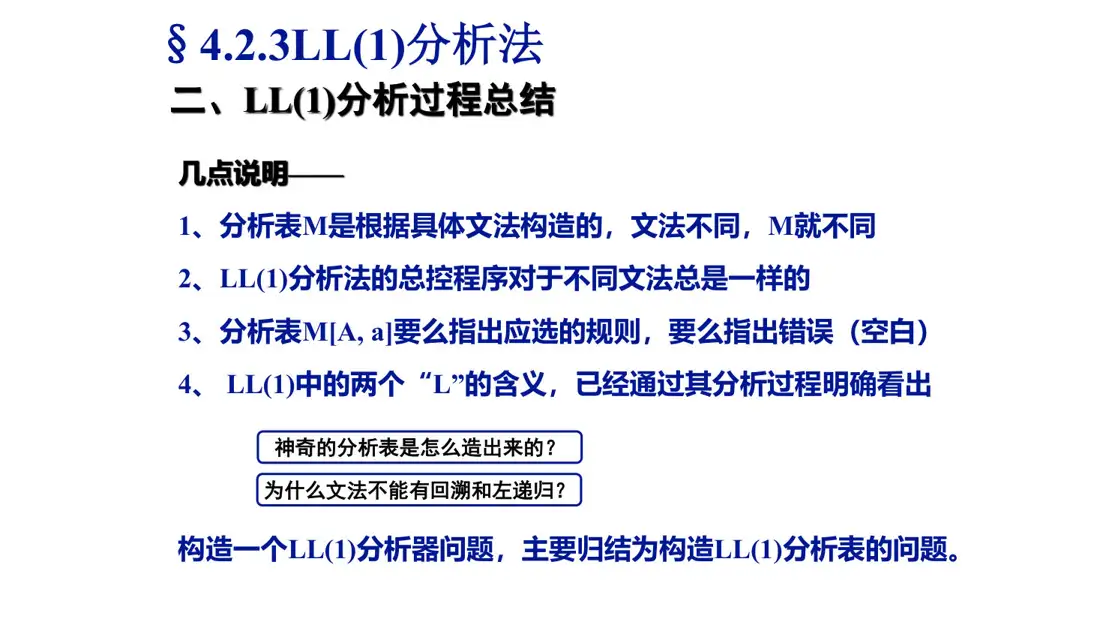 §4.2.3LL(1)分析法
二、LL(1)分析过程总结
几点说明——
1、分析表M是根据具体文法构造的，文法不同，M就不同
2、LL(1)分析法的总控程序对于不同文法总是一样的
3、分析表M[A, a]要么指出应选的规则，要么指出错误（空白）
4、 LL(1)中的两个“L”的含义，已经通过其分析过程明确看出
神奇的分析表是怎么造出来的？
为什么文法不能有回溯和左递归？
构造一个LL(1)分析器问题，主要归结为构造LL(1)分析表的问题。